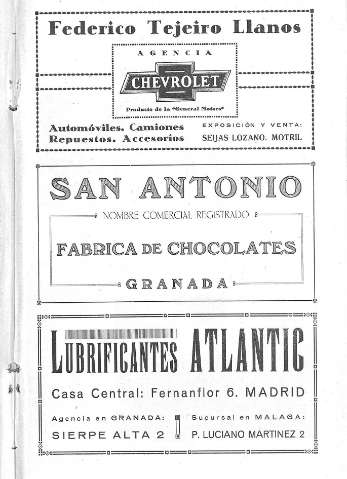 Federico Tejeiro Llanos
AGENCIA
CHEVROLET
Producto de la "General Motors"
Automóviles. Camiones
Repuestos. Accesorios
EXPOSICIÓN Y VENTA:
SEIJAS LOZANO. MOTRIL
SAN ANTONIO
NOMBRE COMERCIAL REGISTRADO
FABRICA DE CHOCOLATES
GRANADA
LUBRIFICANTES ATLANTIC
Casa Central: Fernanflor 6. MADRID
Agencia en GRANADA:
SIERPE ALTA 2
Sucursal en MALAGA:
P. LUCIANO MARTINEZ 2